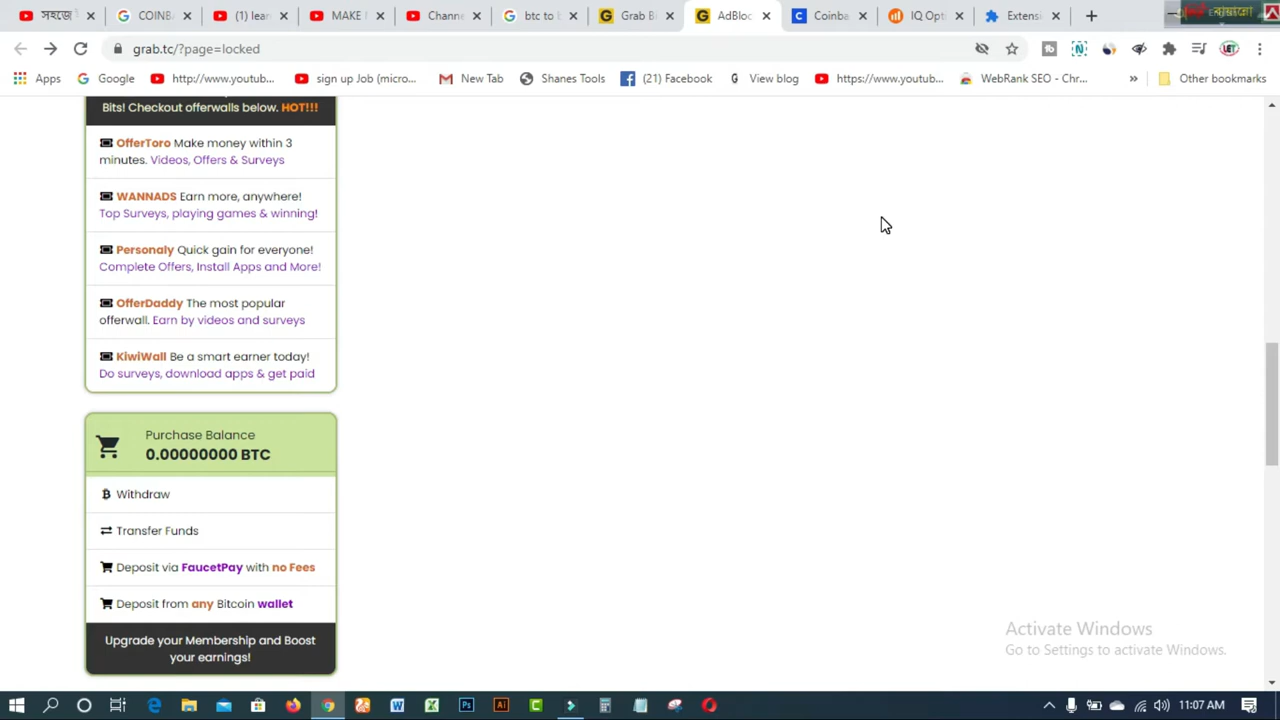 সহজে
COINBA
(1) lear
MAKE
Channe
btc to
Grab Bi
AdBloc
Coinba
IQ Op
Extensi
grab.tc/?page=locked
Apps
Google
http://www.youtub...
sign up Job (micro...
New Tab
Shanes Tools
(21) Facebook
View blog
https://www.youtub...
WebRank SEO - Chr...
»
Other bookmarks
Bits! Checkout offerwalls below. HOT!!!
OfferToro Make money within 3
minutes. Videos, Offers & Surveys
WANNADS Earn more, anywhere!
Top Surveys, playing games & winning!
Personaly Quick gain for everyone!
Complete Offers, Install Apps and More!
OfferDaddy The most popular
offerwall. Earn by videos and surveys
KiwiWall Be a smart earner today!
Do surveys, download apps & get paid
Purchase Balance
0.00000000 BTC
Withdraw
Transfer Funds
Deposit via FaucetPay with no Fees
Deposit from any Bitcoin wallet
Upgrade your Membership and Boost
your earnings!
Activate Windows
Go to Settings to activate Windows.
11:07 AM